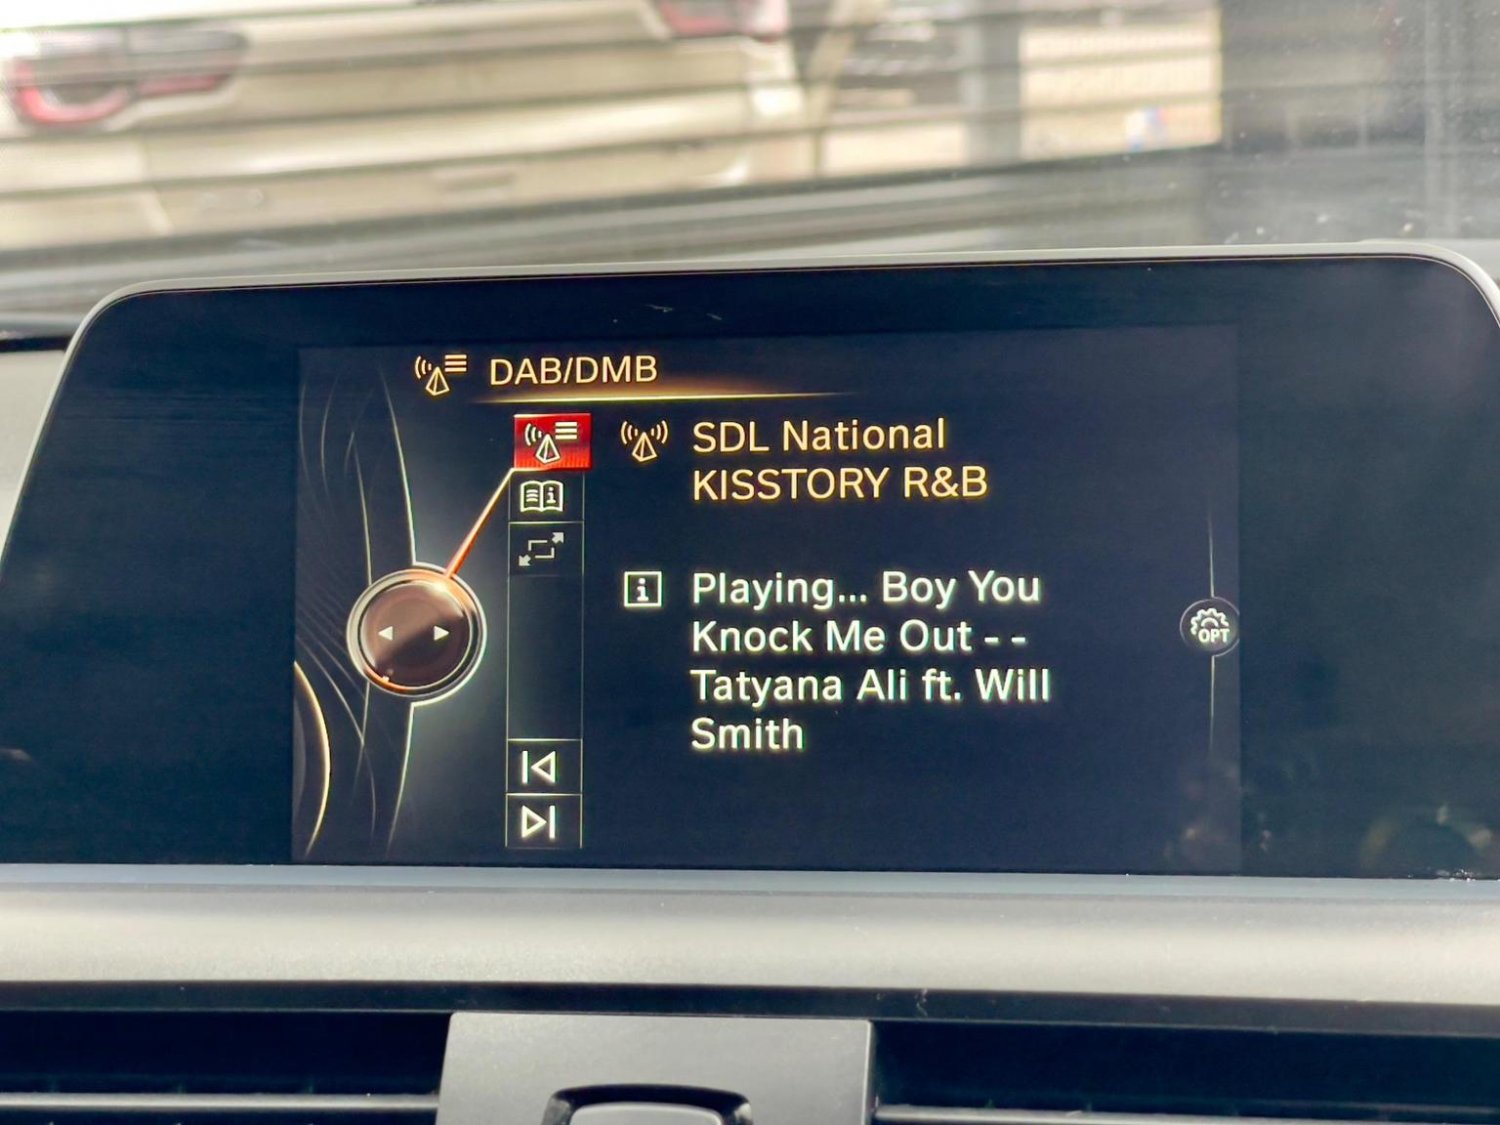 DAB/DMB
SDL National
KISSTORY R&B
Playing... Boy You
Knock Me Out - -
Tatyana Ali ft. Will
Smith
OPT